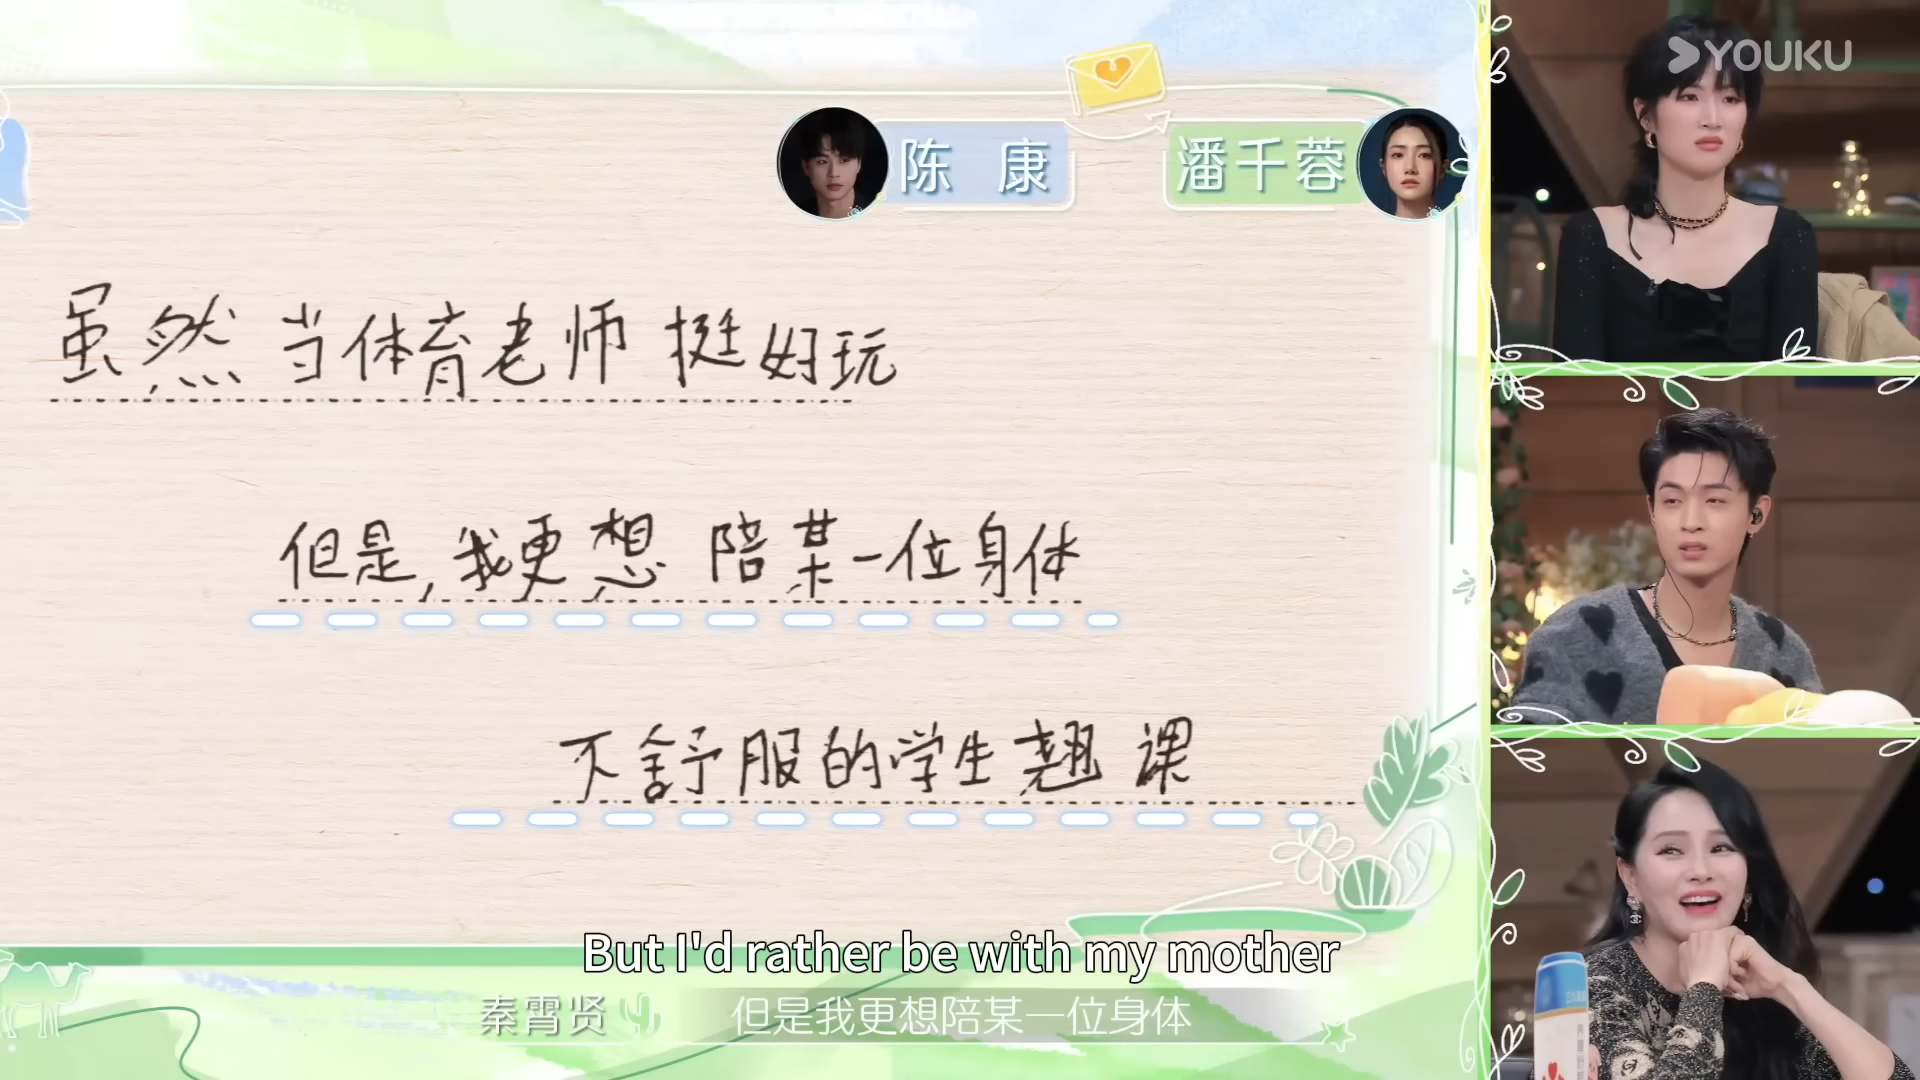 YOUKU
陈 康
潘千蓉
虽然当体育老师挺好玩
但是,我更想陪某一位身体
不舒服的学生翘课
But I'd rather be with my mother
秦霄贤
但是我更想陪某一位身体